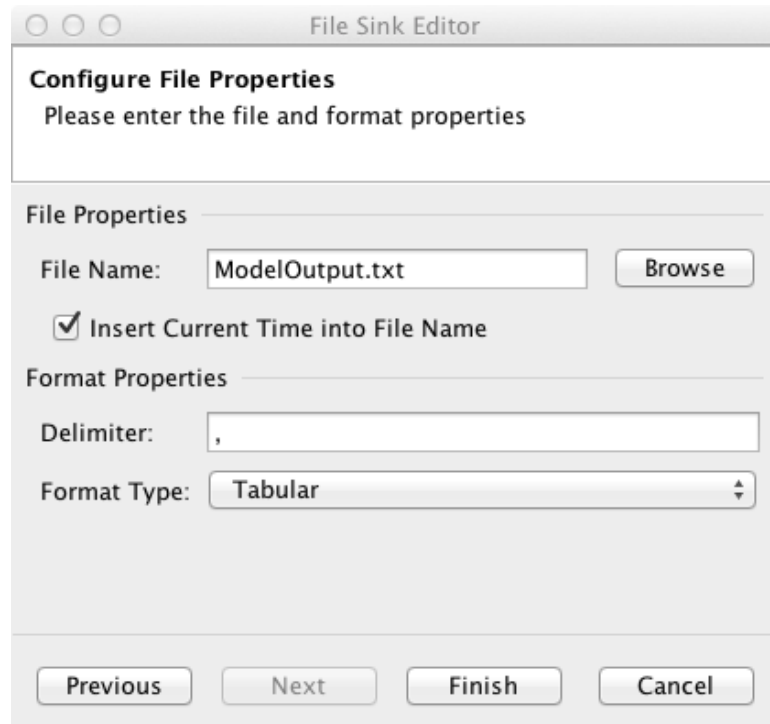 File Sink Editor
Configure File Properties
Please enter the file and format properties
File Properties
File Name: ModelOutput.txt Browse
Insert Current Time into File Name
Format Properties
Delimiter: ,
Format Type: Tabular
Previous Next Finish Cancel